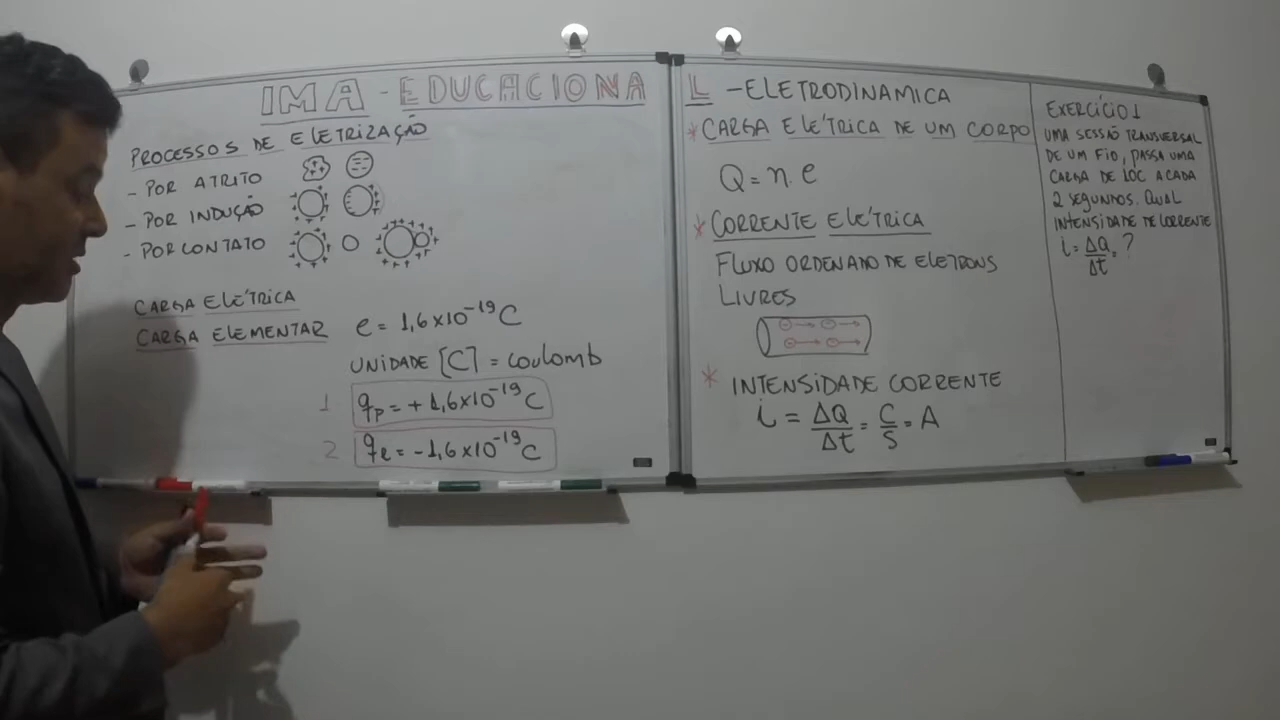 IMA - EDUCACIONAL - ELETRODINAMICA
PROCESSOS DE ELETRIZAÇÃO
- POR ATRITO
- POR INDUÇÃO
- POR CONTATO
CARGA ELÉTRICA
CARGA ELEMENTAR e = 1,6x10⁻¹⁹C
UNIDADE [C] = coulomb
1 qp = + 1,6x10⁻¹⁹C
2 qe = - 1,6x10⁻¹⁹C
* CARGA ELÉTRICA DE UM CORPO
Q = n. e
* CORRENTE ELÉTRICA
FLUXO ORDENADO DE ELETRONS
LIVRES
* INTENSIDADE CORRENTE
i = ΔQ/Δt = C/S = A
EXERCÍCIO 1
UMA SESSÃO TRANSVERSAL
DE UM FIO, PASSA UMA
CARGA DE 10C A CADA
2 SEGUNDOS. QUAL
INTENSIDADE DE CORRENTE
i = ΔQ/Δt = ?